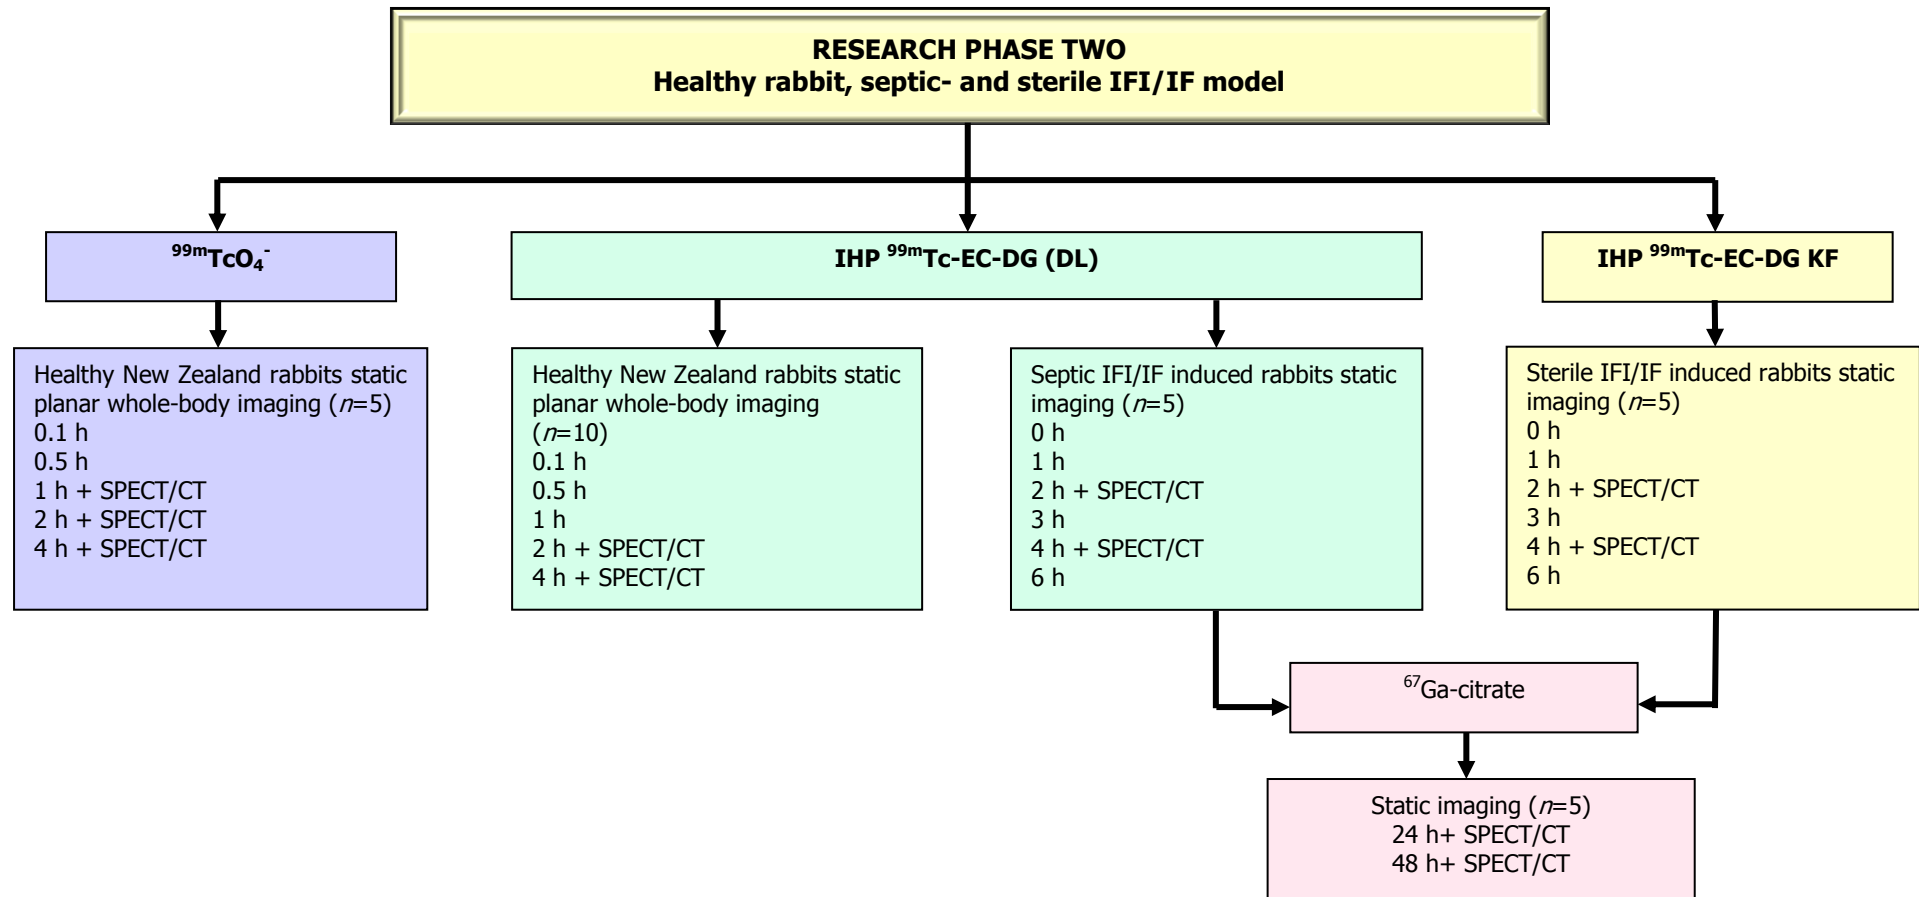 RESEARCH PHASE TWO
Healthy rabbit, septic- and sterile IFI/IF model
⁹⁹ᵐTcO₄⁻
IHP ⁹⁹ᵐTc-EC-DG (DL)
IHP ⁹⁹ᵐTc-EC-DG KF
Healthy New Zealand rabbits static
planar whole-body imaging (n=5)
0.1 h
0.5 h
1 h + SPECT/CT
2 h + SPECT/CT
4 h + SPECT/CT
Healthy New Zealand rabbits static
planar whole-body imaging
(n=10)
0.1 h
0.5 h
1 h
2 h + SPECT/CT
4 h + SPECT/CT
Septic IFI/IF induced rabbits static
imaging (n=5)
0 h
1 h
2 h + SPECT/CT
3 h
4 h + SPECT/CT
6 h
Sterile IFI/IF induced rabbits static
imaging (n=5)
0 h
1 h
2 h + SPECT/CT
3 h
4 h + SPECT/CT
6 h
⁶⁷Ga-citrate
Static imaging (n=5)
24 h+ SPECT/CT
48 h+ SPECT/CT